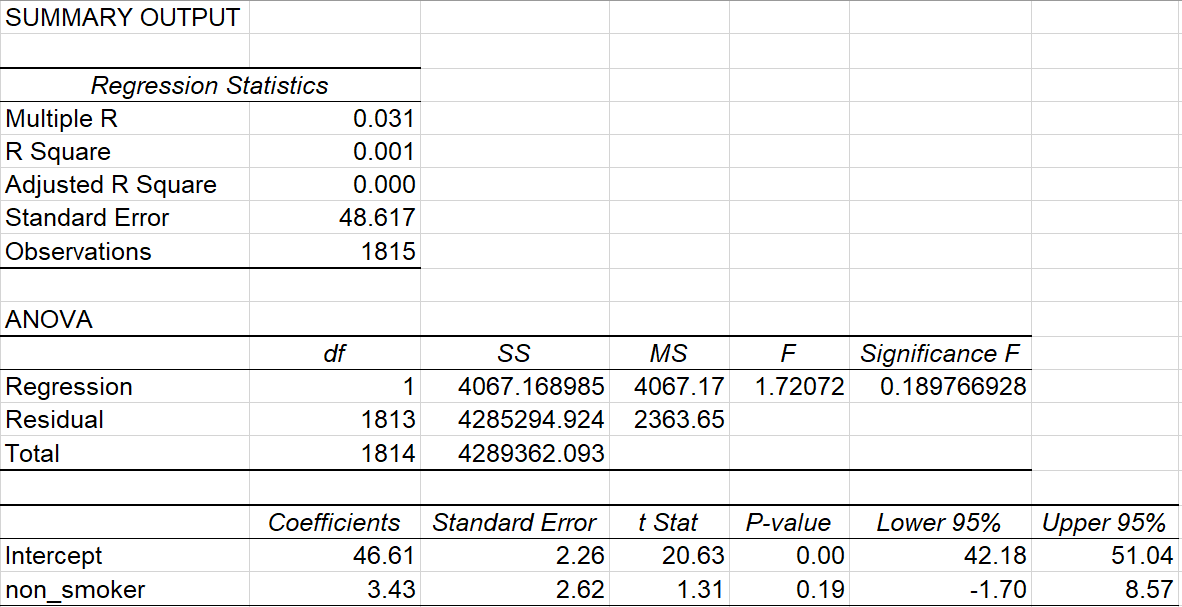 SUMMARY OUTPUT
Regression Statistics
Multiple R 0.031
R Square 0.001
Adjusted R Square 0.000
Standard Error 48.617
Observations 1815
ANOVA
df SS MS F Significance F
Regression 1 4067.168985 4067.17 1.72072 0.189766928
Residual 1813 4285294.924 2363.65
Total 1814 4289362.093
Coefficients Standard Error t Stat P-value Lower 95% Upper 95%
Intercept 46.61 2.26 20.63 0.00 42.18 51.04
non_smoker 3.43 2.62 1.31 0.19 -1.70 8.57